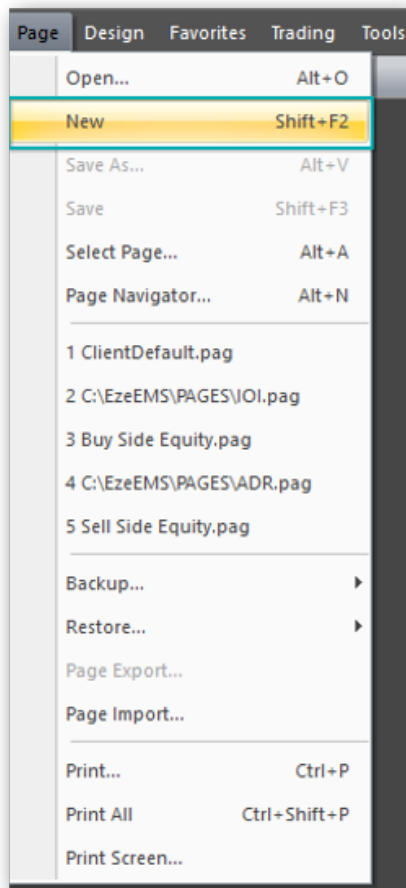 Page Design Favorites Trading Tools
Open... Alt+O
New Shift+F2
Save As... Alt+V
Save Shift+F3
Select Page... Alt+A
Page Navigator... Alt+N
1 ClientDefault.pag
2 C:\EzeEMS\PAGES\IOI.pag
3 Buy Side Equity.pag
4 C:\EzeEMS\PAGES\ADR.pag
5 Sell Side Equity.pag
Backup...
Restore...
Page Export...
Page Import...
Print... Ctrl+P
Print All Ctrl+Shift+P
Print Screen...